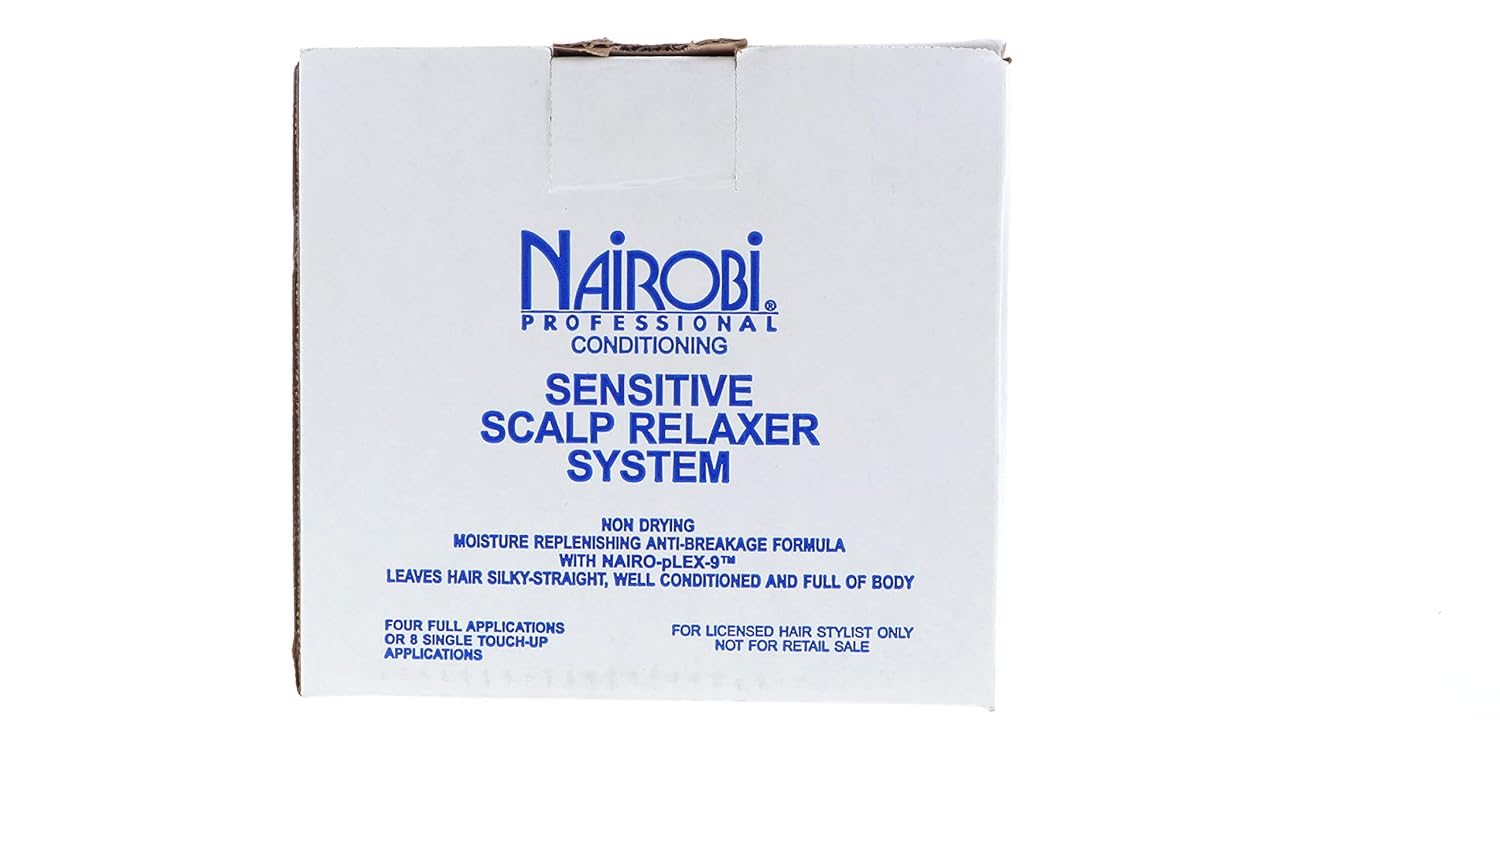 NAiROBi®
PROFESSIONAL
CONDITIONING
SENSITIVE
SCALP RELAXER
SYSTEM
NON DRYING
MOISTURE REPLENISHING ANTI-BREAKAGE FORMULA
WITH NAIRO-pLEX-9™
LEAVES HAIR SILKY-STRAIGHT, WELL CONDITIONED AND FULL OF BODY
FOUR FULL APPLICATIONS
OR 8 SINGLE TOUCH-UP
APPLICATIONS
FOR LICENSED HAIR STYLIST ONLY
NOT FOR RETAIL SALE